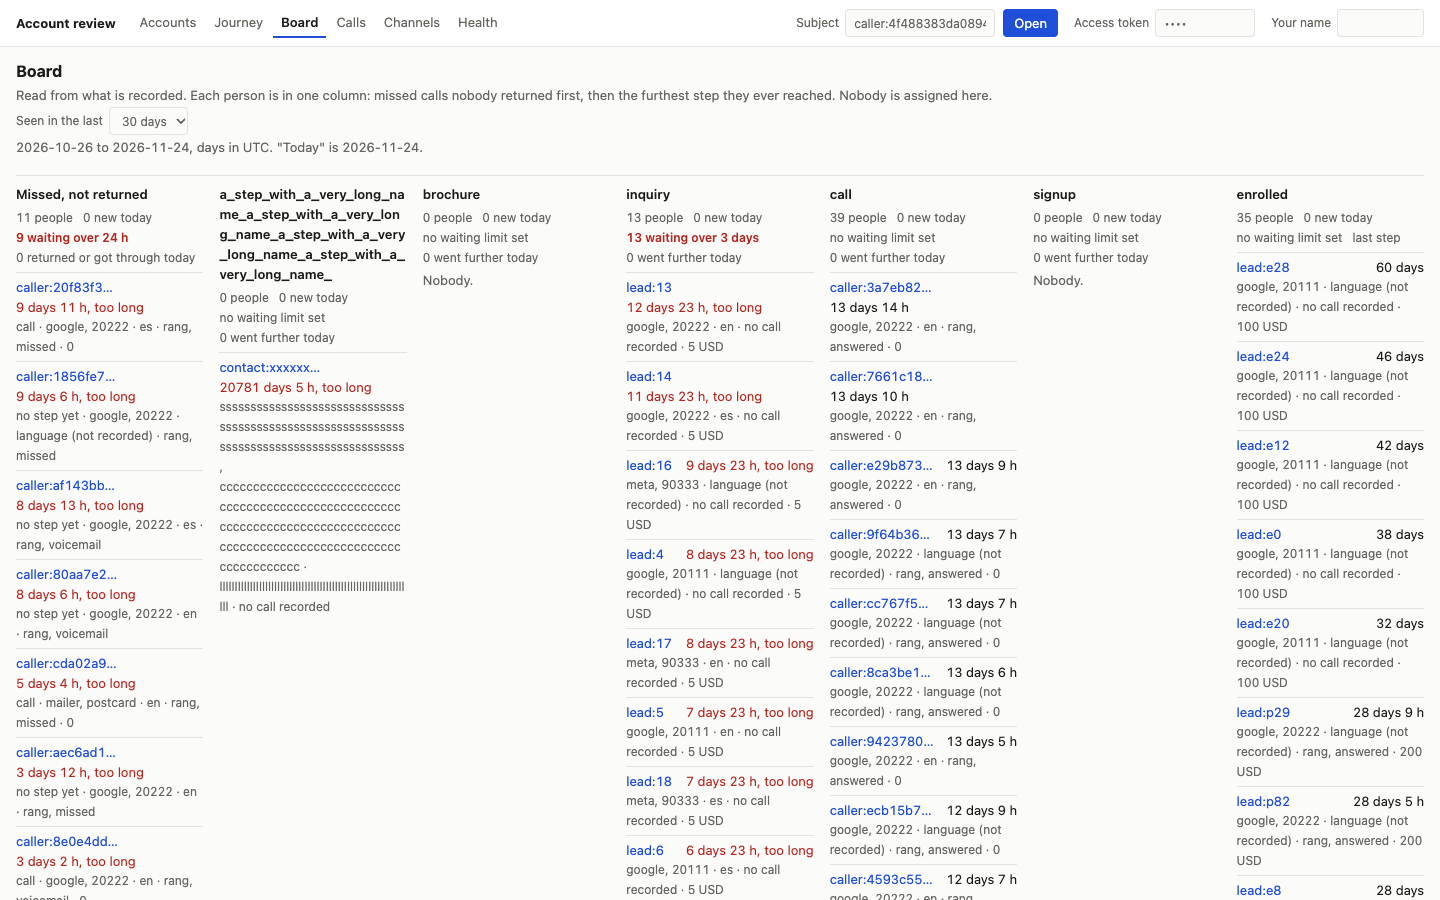 Account review Accounts Journey Board Calls Channels Health Subject caller:4f488383da089 Open Access token •••• Your name
Board
Read from what is recorded. Each person is in one column: missed calls nobody returned first, then the furthest step they ever reached. Nobody is assigned here.
Seen in the last 30 days
2026-10-26 to 2026-11-24, days in UTC. "Today" is 2026-11-24.
Missed, not returned
11 people 0 new today
9 waiting over 24 h
0 returned or got through today
caller:20f83f3...
9 days 11 h, too long
call · google, 20222 · es · rang,
missed · 0
caller:1856fe7...
9 days 6 h, too long
no step yet · google, 20222 ·
language (not recorded) · rang,
missed
caller:af143bb...
8 days 13 h, too long
no step yet · google, 20222 · es ·
rang, voicemail
caller:80aa7e2...
8 days 6 h, too long
no step yet · google, 20222 · en
· rang, voicemail
caller:cda02a9...
5 days 4 h, too long
call · mailer, postcard · en · rang,
missed · 0
caller:aec6ad1...
3 days 12 h, too long
no step yet · google, 20222 · en
· rang, missed
caller:8e0e4dd...
3 days 2 h, too long
call · google, 20222 · en · rang,
voicemail · 0
a_step_with_a_very_long_na
me_a_step_with_a_very_lon
g_name_a_step_with_a_very
_long_name_a_step_with_a_
very_long_name_
0 people 0 new today
no waiting limit set
0 went further today
contact:xxxxxx...
20781 days 5 h, too long
ssssssssssssssssssssssssssssss
ssssssssssssssssssssssssssssss
ssssssssssssssssssssssssssssss
,
ccccccccccccccccccccccccccc
ccccccccccccccccccccccccccc
ccccccccccccccccccccccccccc
ccccccccccccccccccccccccccc
cccccccccccc ·
lllllllllllllllllllllllllllllllllllllllllllllllllllllllll
lll · no call recorded
brochure
0 people 0 new today
no waiting limit set
0 went further today
Nobody.
inquiry
13 people 0 new today
13 waiting over 3 days
0 went further today
lead:13
12 days 23 h, too long
google, 20222 · en · no call
recorded · 5 USD
lead:14
11 days 23 h, too long
google, 20222 · es · no call
recorded · 5 USD
lead:16 9 days 23 h, too long
meta, 90333 · language (not
recorded) · no call recorded · 5
USD
lead:4 8 days 23 h, too long
google, 20111 · language (not
recorded) · no call recorded · 5
USD
lead:17 8 days 23 h, too long
meta, 90333 · en · no call
recorded · 5 USD
lead:5 7 days 23 h, too long
google, 20111 · en · no call
recorded · 5 USD
lead:18 7 days 23 h, too long
meta, 90333 · es · no call
recorded · 5 USD
lead:6 6 days 23 h, too long
google, 20111 · es · no call
recorded · 5 USD
call
39 people 0 new today
no waiting limit set
0 went further today
caller:3a7eb82...
13 days 14 h
google, 20222 · en · rang,
answered · 0
caller:7661c18...
13 days 10 h
google, 20222 · en · rang,
answered · 0
caller:e29b873... 13 days 9 h
google, 20222 · en · rang,
answered · 0
caller:9f64b36... 13 days 7 h
google, 20222 · language (not
recorded) · rang, answered · 0
caller:cc767f5... 13 days 7 h
google, 20222 · language (not
recorded) · rang, answered · 0
caller:8ca3be1... 13 days 6 h
google, 20222 · language (not
recorded) · rang, answered · 0
caller:9423780... 13 days 5 h
google, 20222 · en · rang,
answered · 0
caller:ecb15b7... 12 days 9 h
google, 20222 · language (not
recorded) · rang, answered · 0
caller:4593c55... 12 days 7 h
google, 20222 · en · rang,
signup
0 people 0 new today
no waiting limit set
0 went further today
Nobody.
enrolled
35 people 0 new today
no waiting limit set last step
lead:e28 60 days
google, 20111 · language (not
recorded) · no call recorded ·
100 USD
lead:e24 46 days
google, 20111 · language (not
recorded) · no call recorded ·
100 USD
lead:e12 42 days
google, 20111 · language (not
recorded) · no call recorded ·
100 USD
lead:e0 38 days
google, 20111 · language (not
recorded) · no call recorded ·
100 USD
lead:e20 32 days
google, 20111 · language (not
recorded) · no call recorded ·
100 USD
lead:p29 28 days 9 h
google, 20222 · language (not
recorded) · rang, answered · 200
USD
lead:p82 28 days 5 h
google, 20222 · language (not
recorded) · rang, answered · 200
USD
lead:e8 28 days